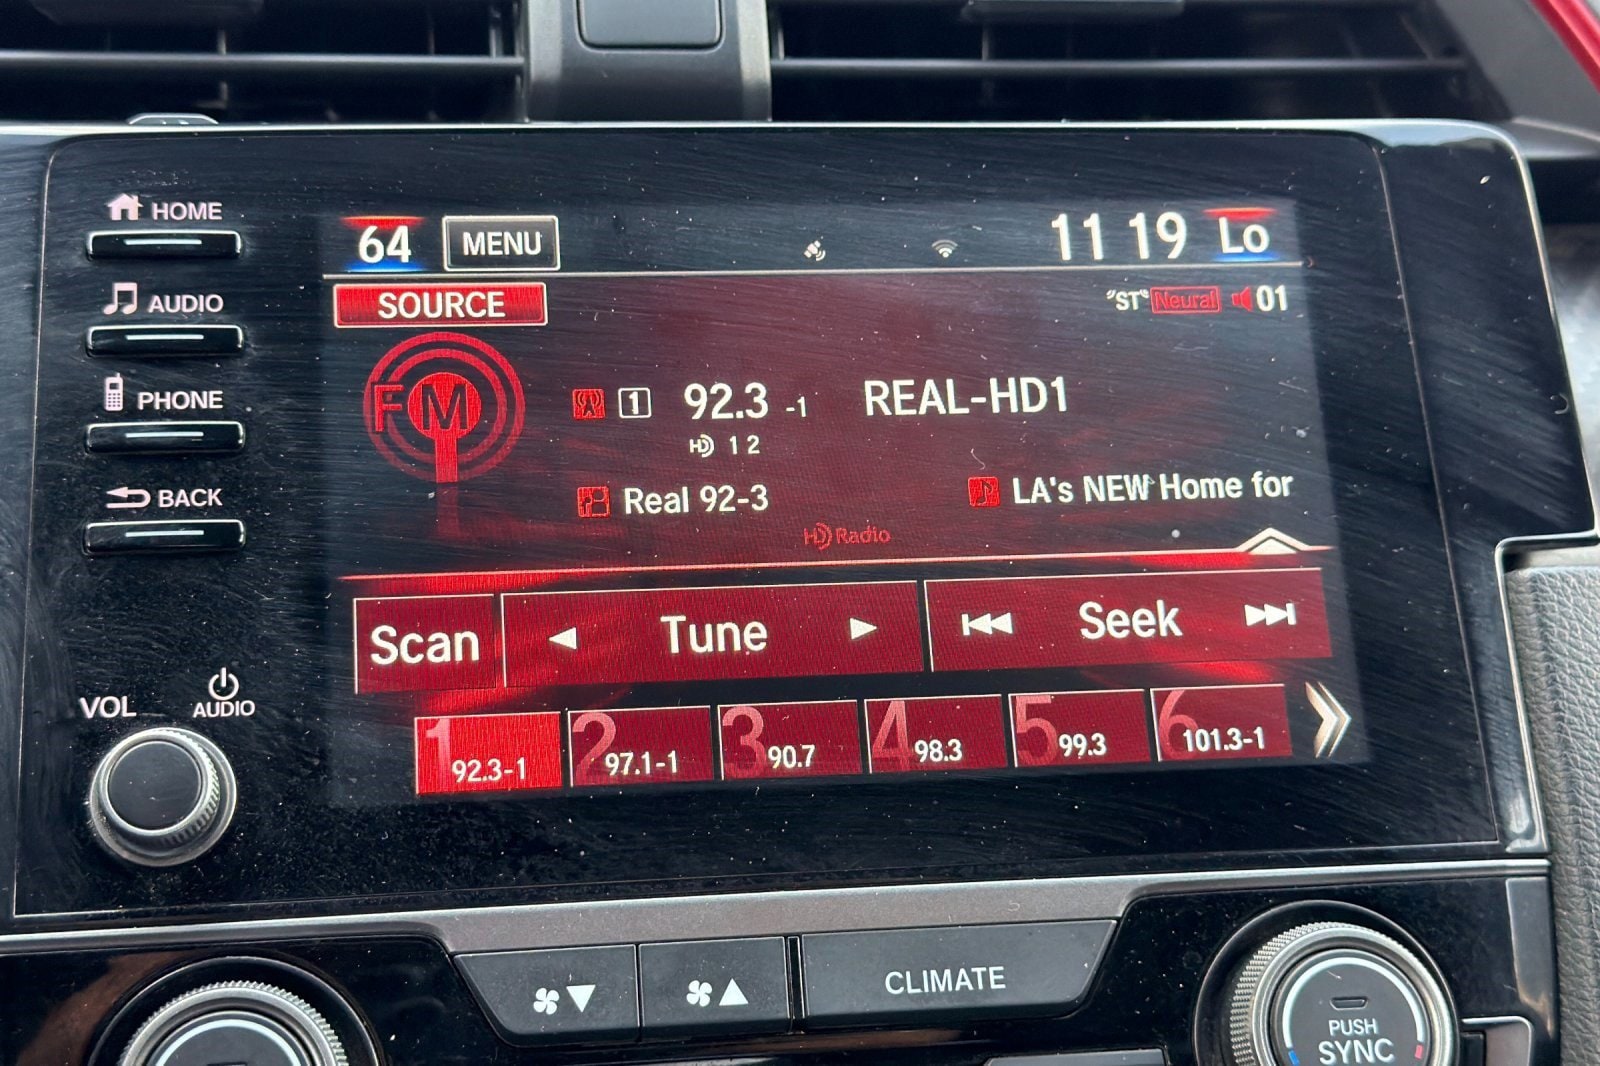 HOME
AUDIO
PHONE
BACK
VOL
AUDIO
64
MENU
11 19
Lo
SOURCE
"ST" Neural 01
FM
1 92.3 -1
REAL-HD1
HD 1 2
Real 92-3
LA's NEW Home for
HD Radio
Scan
Tune
Seek
1 92.3-1
2 97.1-1
3 90.7
4 98.3
5 99.3
6 101.3-1
CLIMATE
PUSH
SYNC